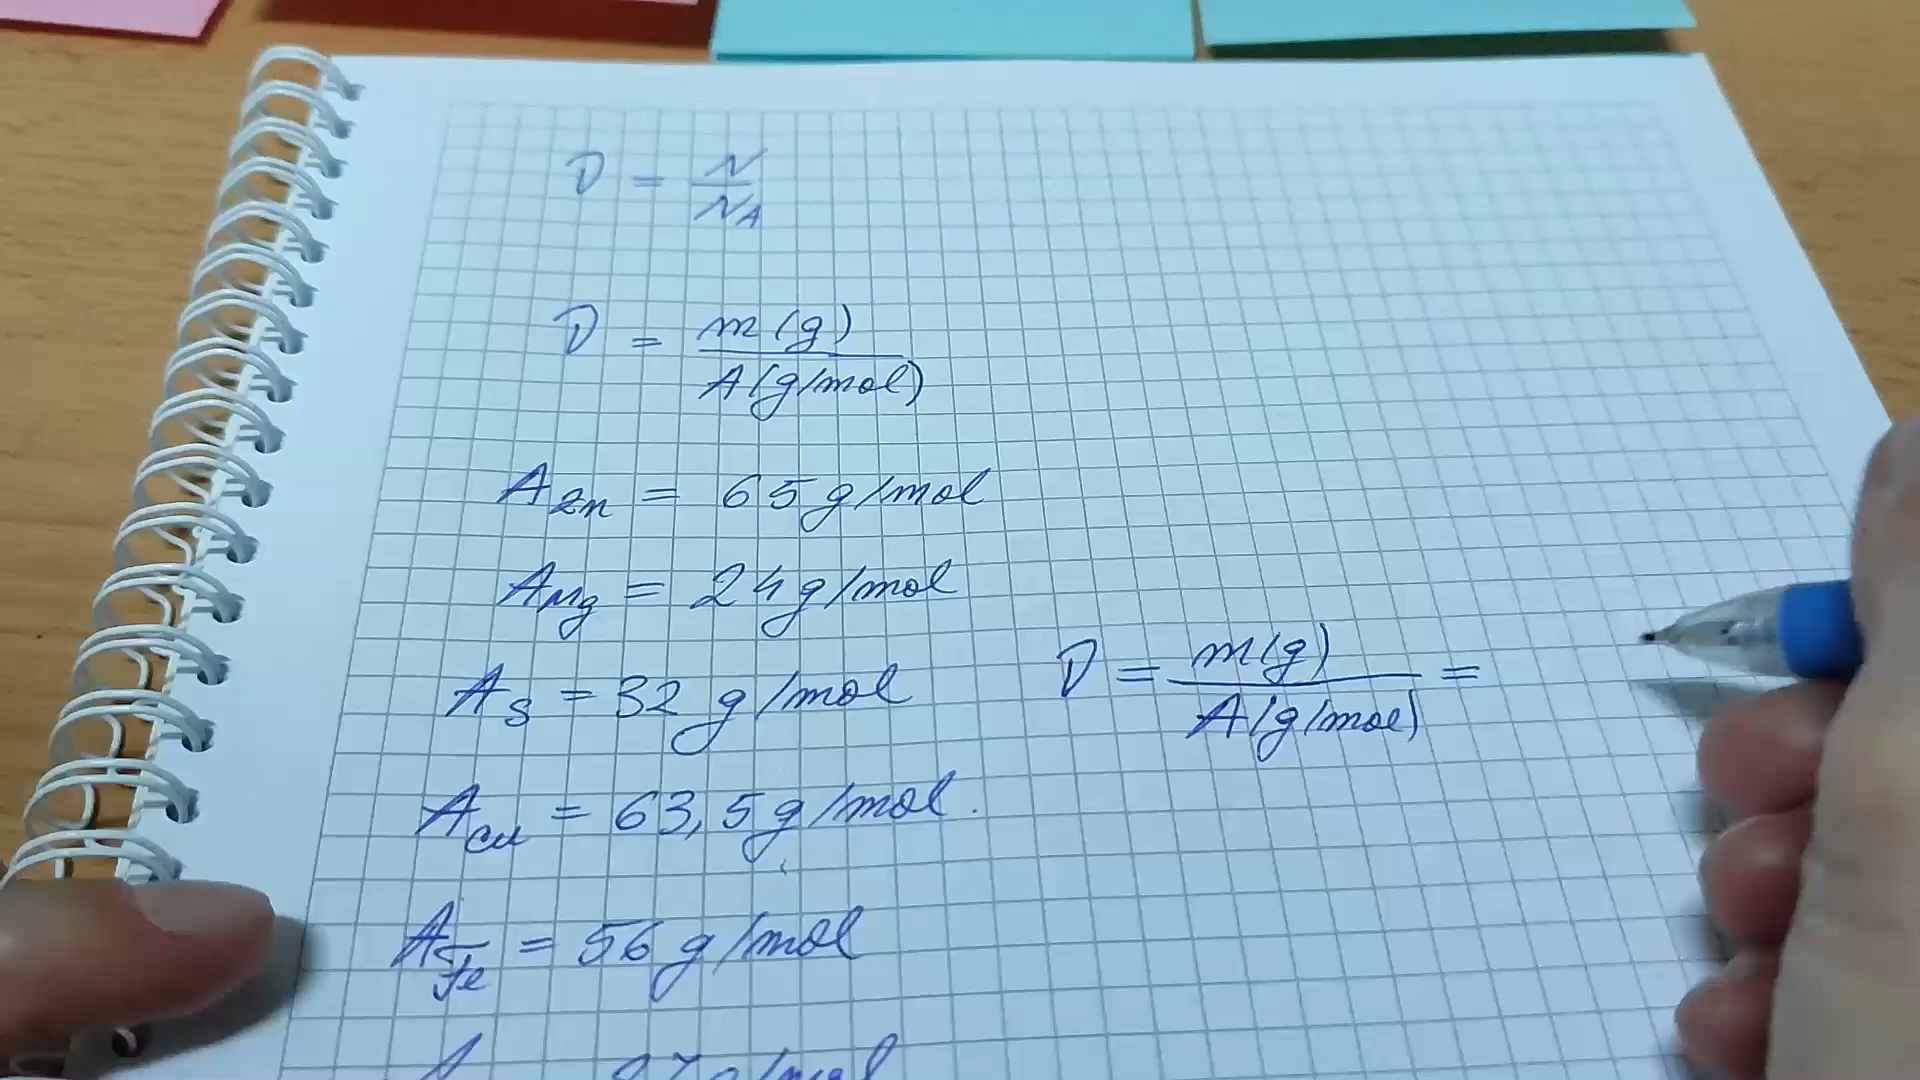 ν = N / N_A
ν = m(g) / A(g/mol)
A_Zn = 65 g/mol
A_Mg = 24 g/mol
A_S = 32 g/mol
ν = m(g) / A(g/mol) =
A_Cu = 63,5 g/mol.
A_Fe = 56 g/mol
g/mol